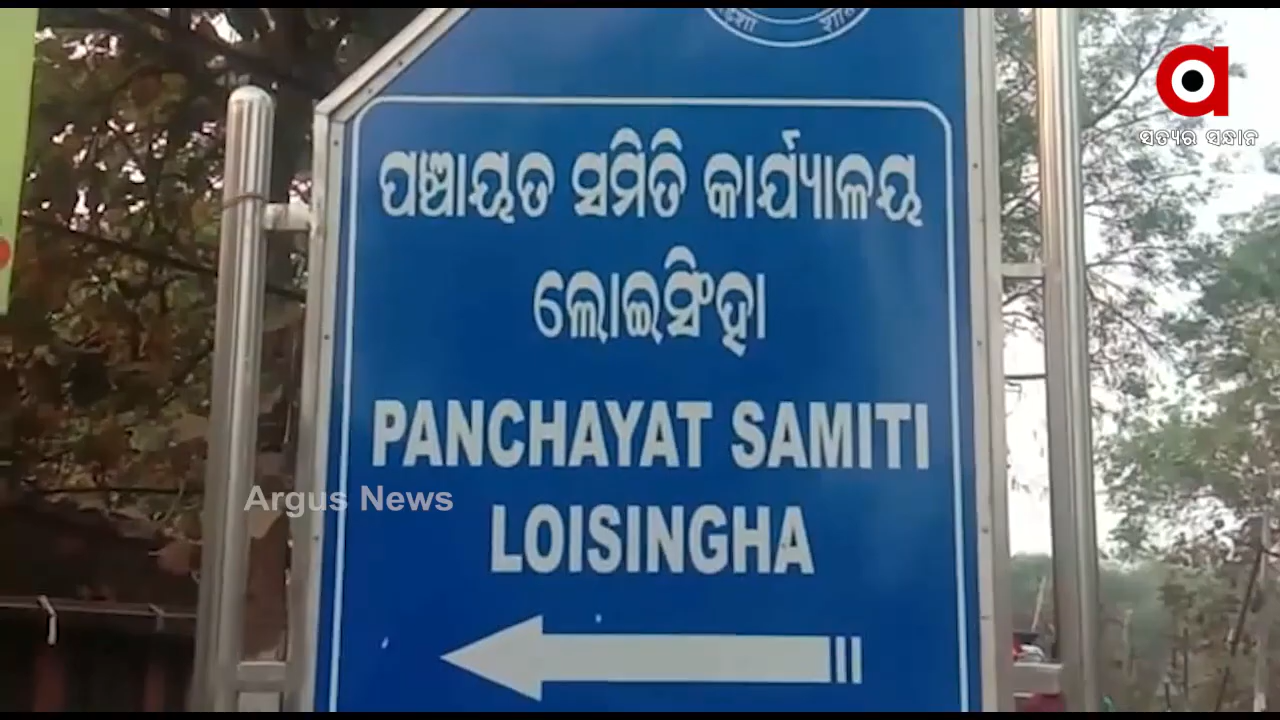 ସତ୍ୟର ସନ୍ଧାନ
ପଞ୍ଚାୟତ ସମିତି କାର୍ଯ୍ୟାଳୟ
ଲୋଇସିଂହା
PANCHAYAT SAMITI
LOISINGHA
Argus News